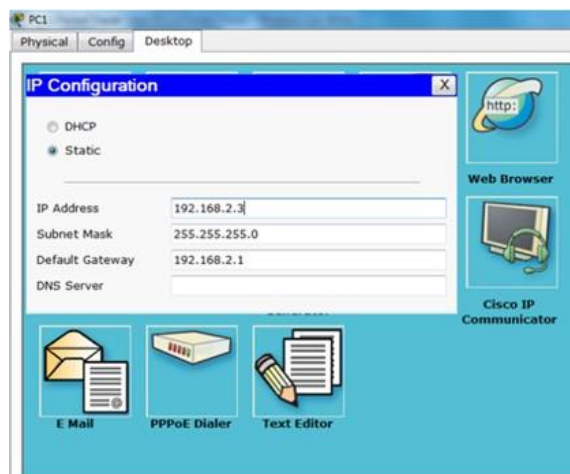 PC1
Physical Config Desktop
IP Configuration X
DHCP
Static
IP Address 192.168.2.3
Subnet Mask 255.255.255.0
Default Gateway 192.168.2.1
DNS Server
http:
Web Browser
Cisco IP
Communicator
E Mail
PPPoE Dialer
Text Editor